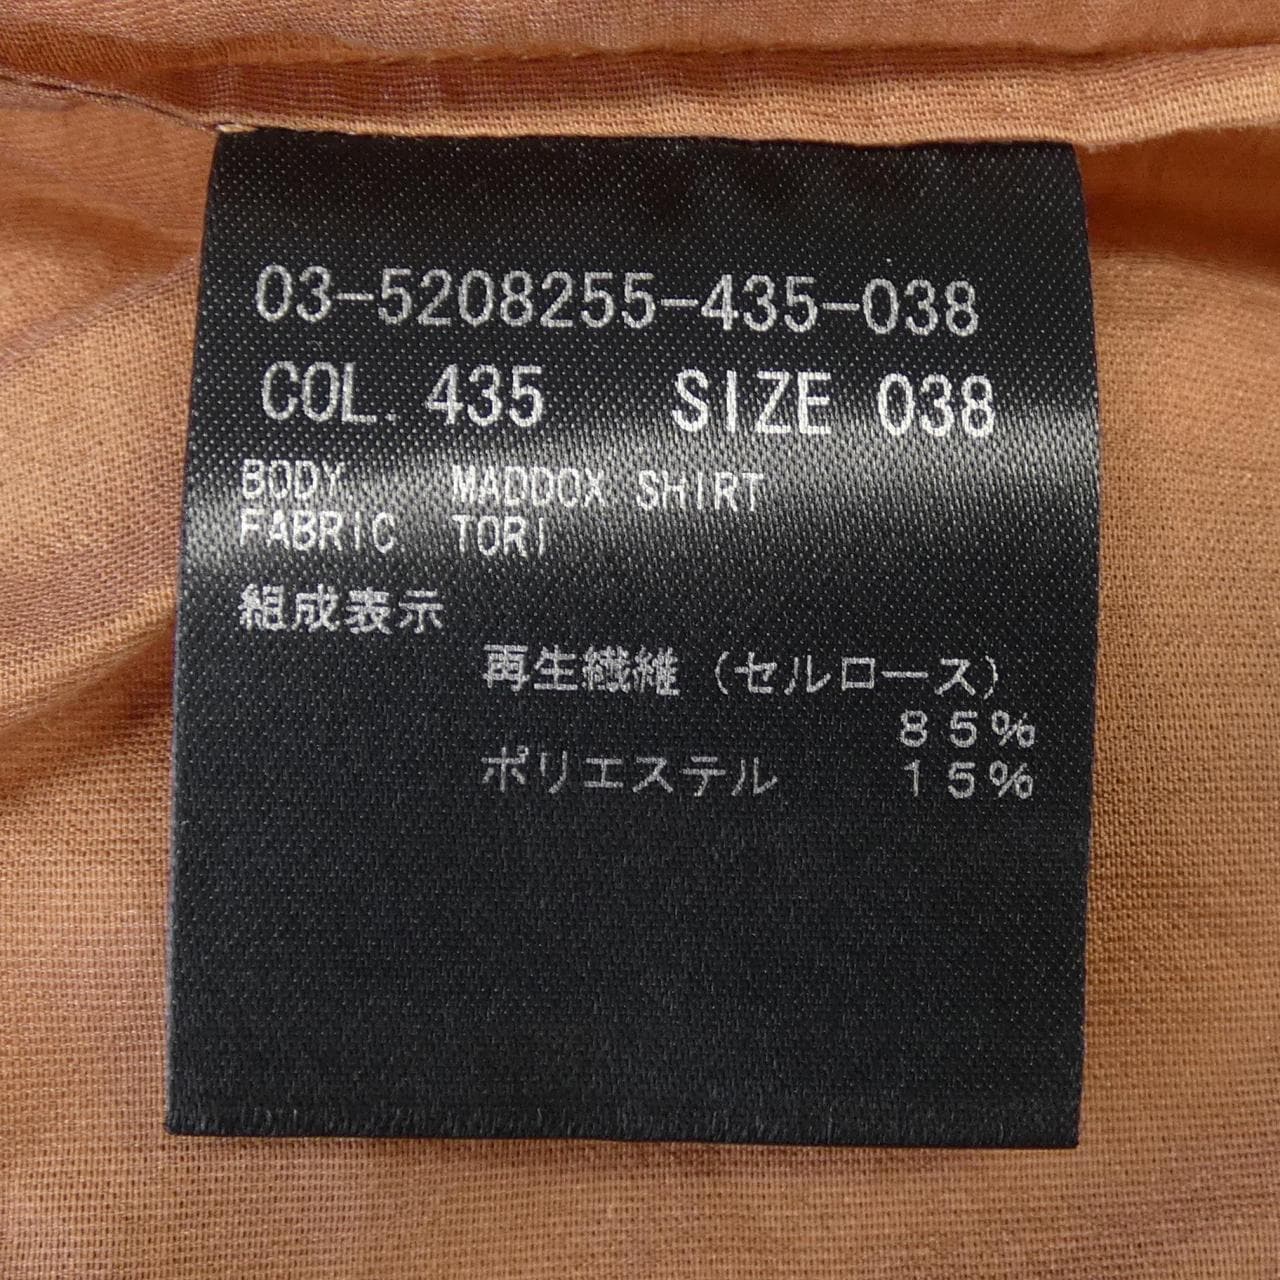 03-5208255-435-038
COL. 435 SIZE 038
BODY. MADDOX SHIRT
FABRIC TORI
組成表示
再生繊維（セルロース）
８５％
ポリエステル １５％